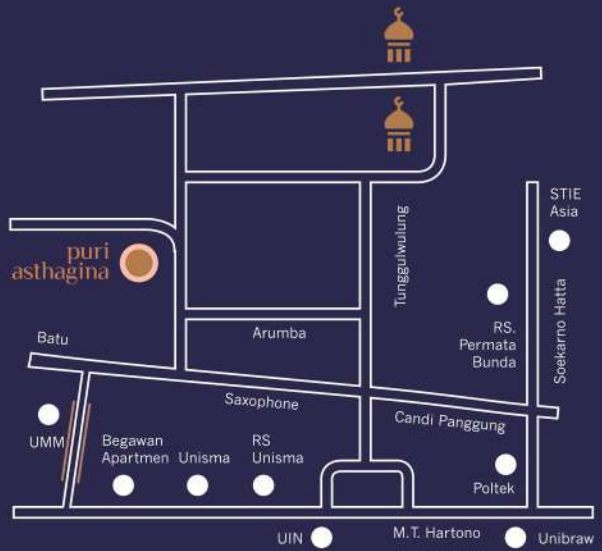 STIE
Asia
Tunggulwulung
puri
asthagina
Soekarno Hatta
RS.
Permata
Bunda
Arumba
Batu
Saxophone
Candi Panggung
UMM
Begawan
Apartmen
Unisma
RS
Unisma
Poltek
UIN
M.T. Hartono
Unibraw